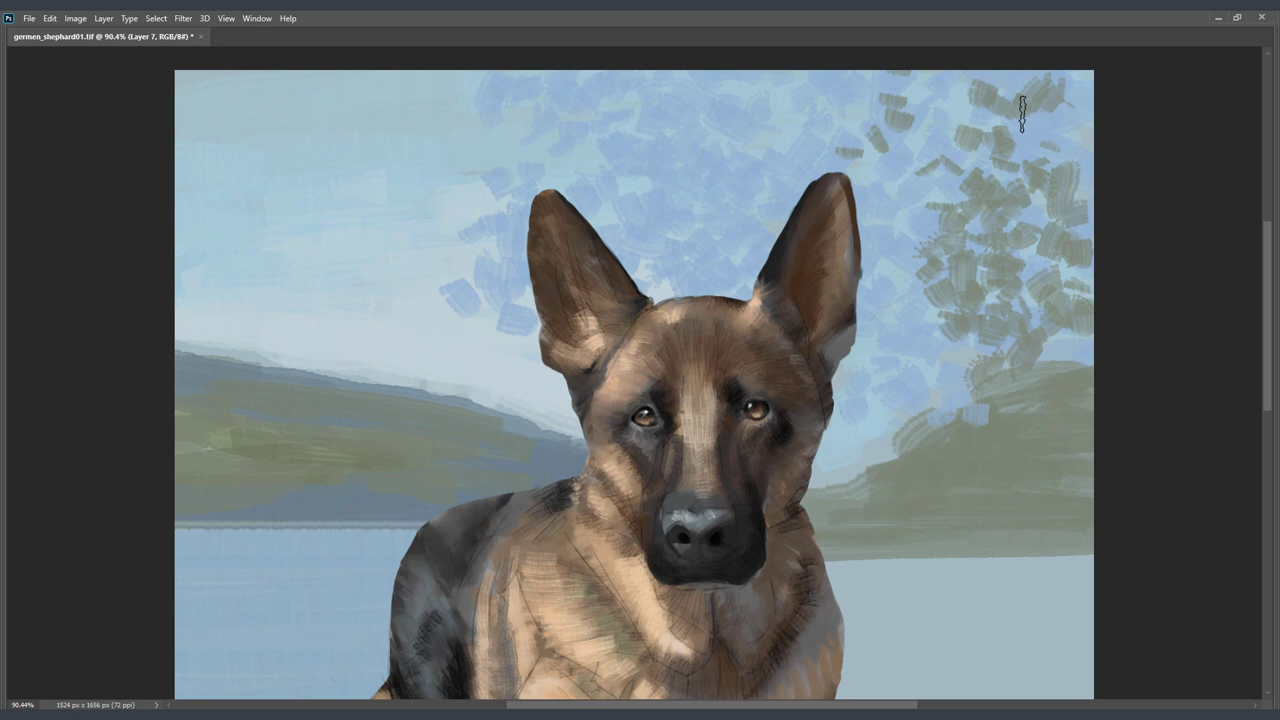 Ps File Edit Image Layer Type Select Filter 3D View Window Help
germen_shephard01.tif @ 90.4% (Layer 7, RGB/8#) *
90.44% 1524 px x 1656 px (72 ppi)